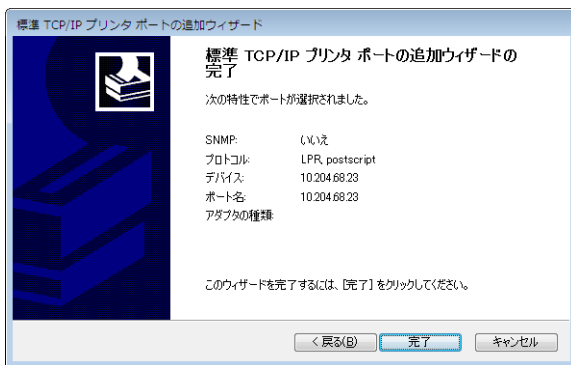 標準 TCP/IP プリンタ ポートの追加ウィザード
標準 TCP/IP プリンタ ポートの追加ウィザードの
完了
次の特性でポートが選択されました。
SNMP: いいえ
プロトコル: LPR, postscript
デバイス: 10.204.68.23
ポート名: 10.204.68.23
アダプタの種類:
このウィザードを完了するには、[完了] をクリックしてください。
< 戻る(B) 完了 キャンセル